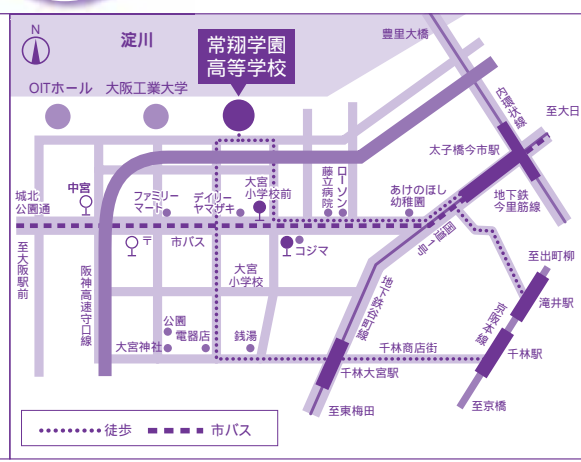 N
淀川
常翔学園
高等学校
豊里大橋
OITホール
大阪工業大学
内環状線
至大日
太子橋今市駅
城北
公園通
中宮
ファミリー
マート
デイリー
ヤマザキ
大宮
小学校前
藤立病院
ローソン
あけのほし
幼稚園
地下鉄
今里筋線
〒
市バス
コジマ
国道1号
至大阪駅前
阪神高速守口線
大宮
小学校
地下鉄谷町線
至出町柳
滝井駅
京阪本線
公園
電器店
銭湯
大宮神社
千林商店街
千林駅
千林大宮駅
至東梅田
至京橋
徒歩
市バス